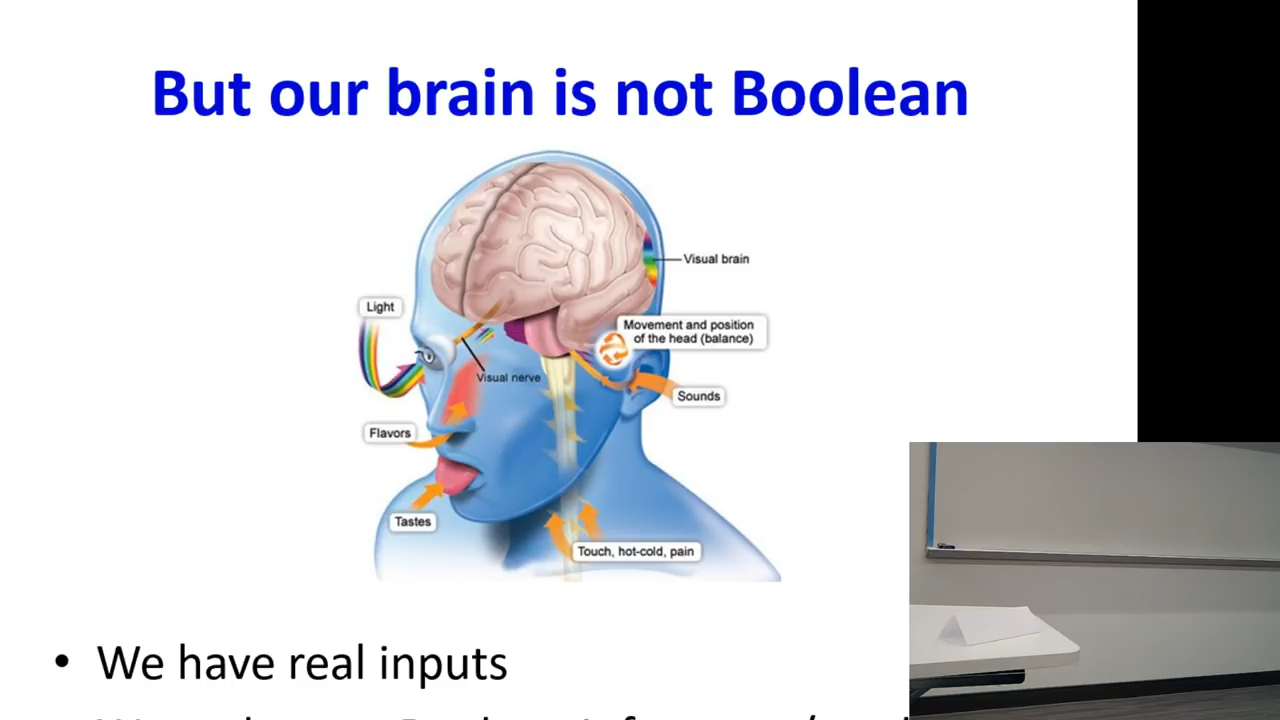 But our brain is not Boolean
Visual brain
Light
Movement and position
of the head (balance)
Visual nerve
Sounds
Flavors
Tastes
Touch, hot-cold, pain
• We have real inputs